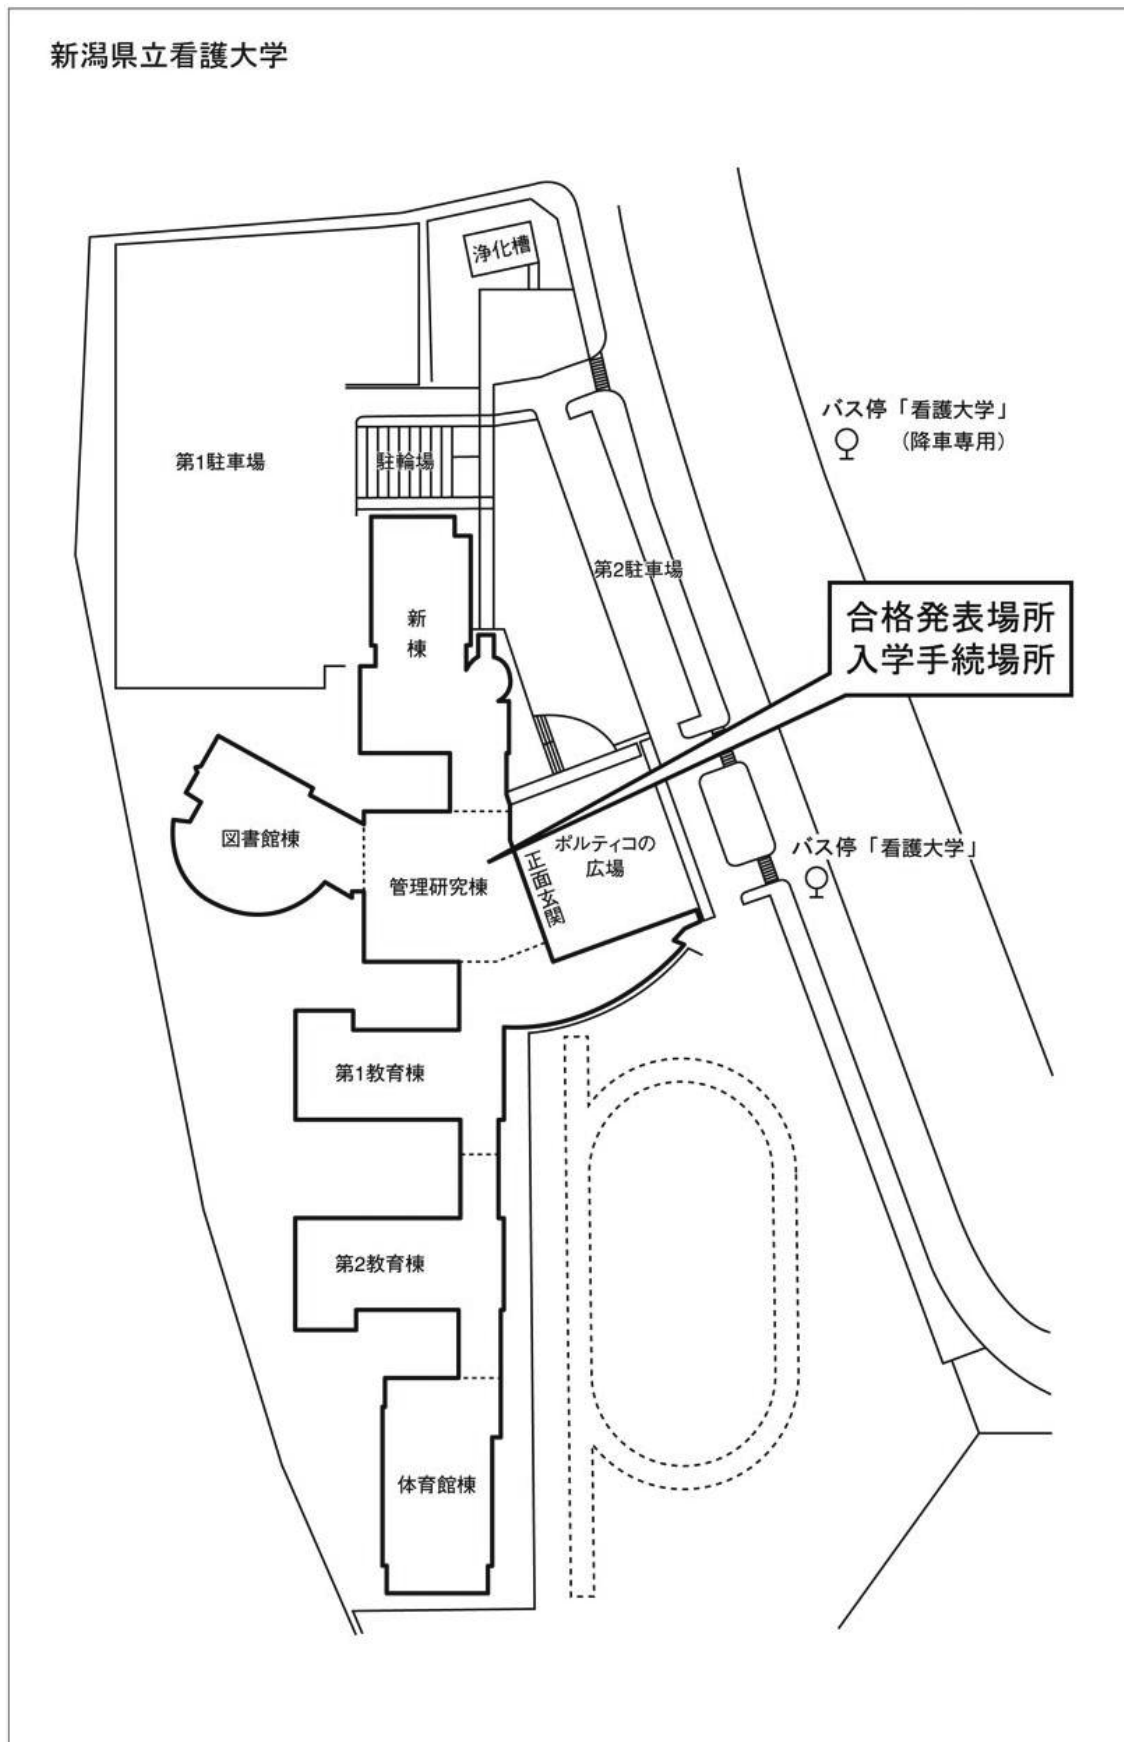 新潟県立看護大学
浄化槽
バス停「看護大学」
（降車専用）
第1駐車場
駐輪場
第2駐車場
合格発表場所
入学手続場所
新棟
図書館棟
管理研究棟
正面玄関
ポルティコの
広場
バス停「看護大学」
第1教育棟
第2教育棟
体育館棟